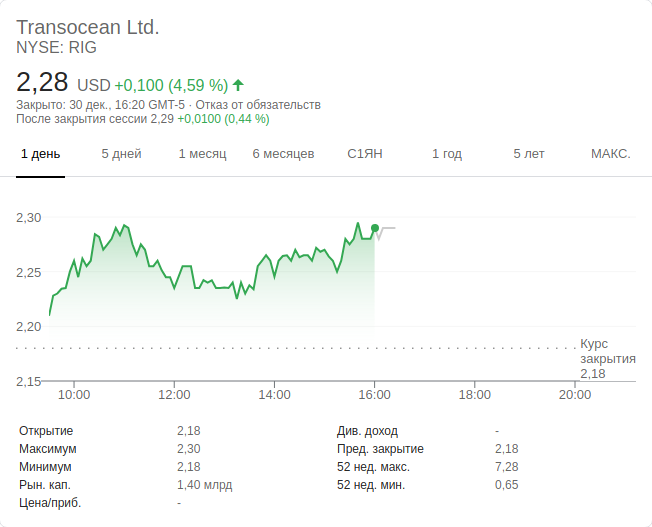 Transocean Ltd.
NYSE: RIG
2,28 USD +0,100 (4,59 %)
Закрыто: 30 дек., 16:20 GMT-5 · Отказ от обязательств
После закрытия сессии 2,29 +0,0100 (0,44 %)
1 день 5 дней 1 месяц 6 месяцев С1ЯН 1 год 5 лет МАКС.
2,30
2,25
2,20
Курс
закрытия
2,18
2,15
10:00 12:00 14:00 16:00 18:00 20:00
Открытие 2,18 Див. доход -
Максимум 2,30 Пред. закрытие 2,18
Минимум 2,18 52 нед. макс. 7,28
Рын. кап. 1,40 млрд 52 нед. мин. 0,65
Цена/приб. -